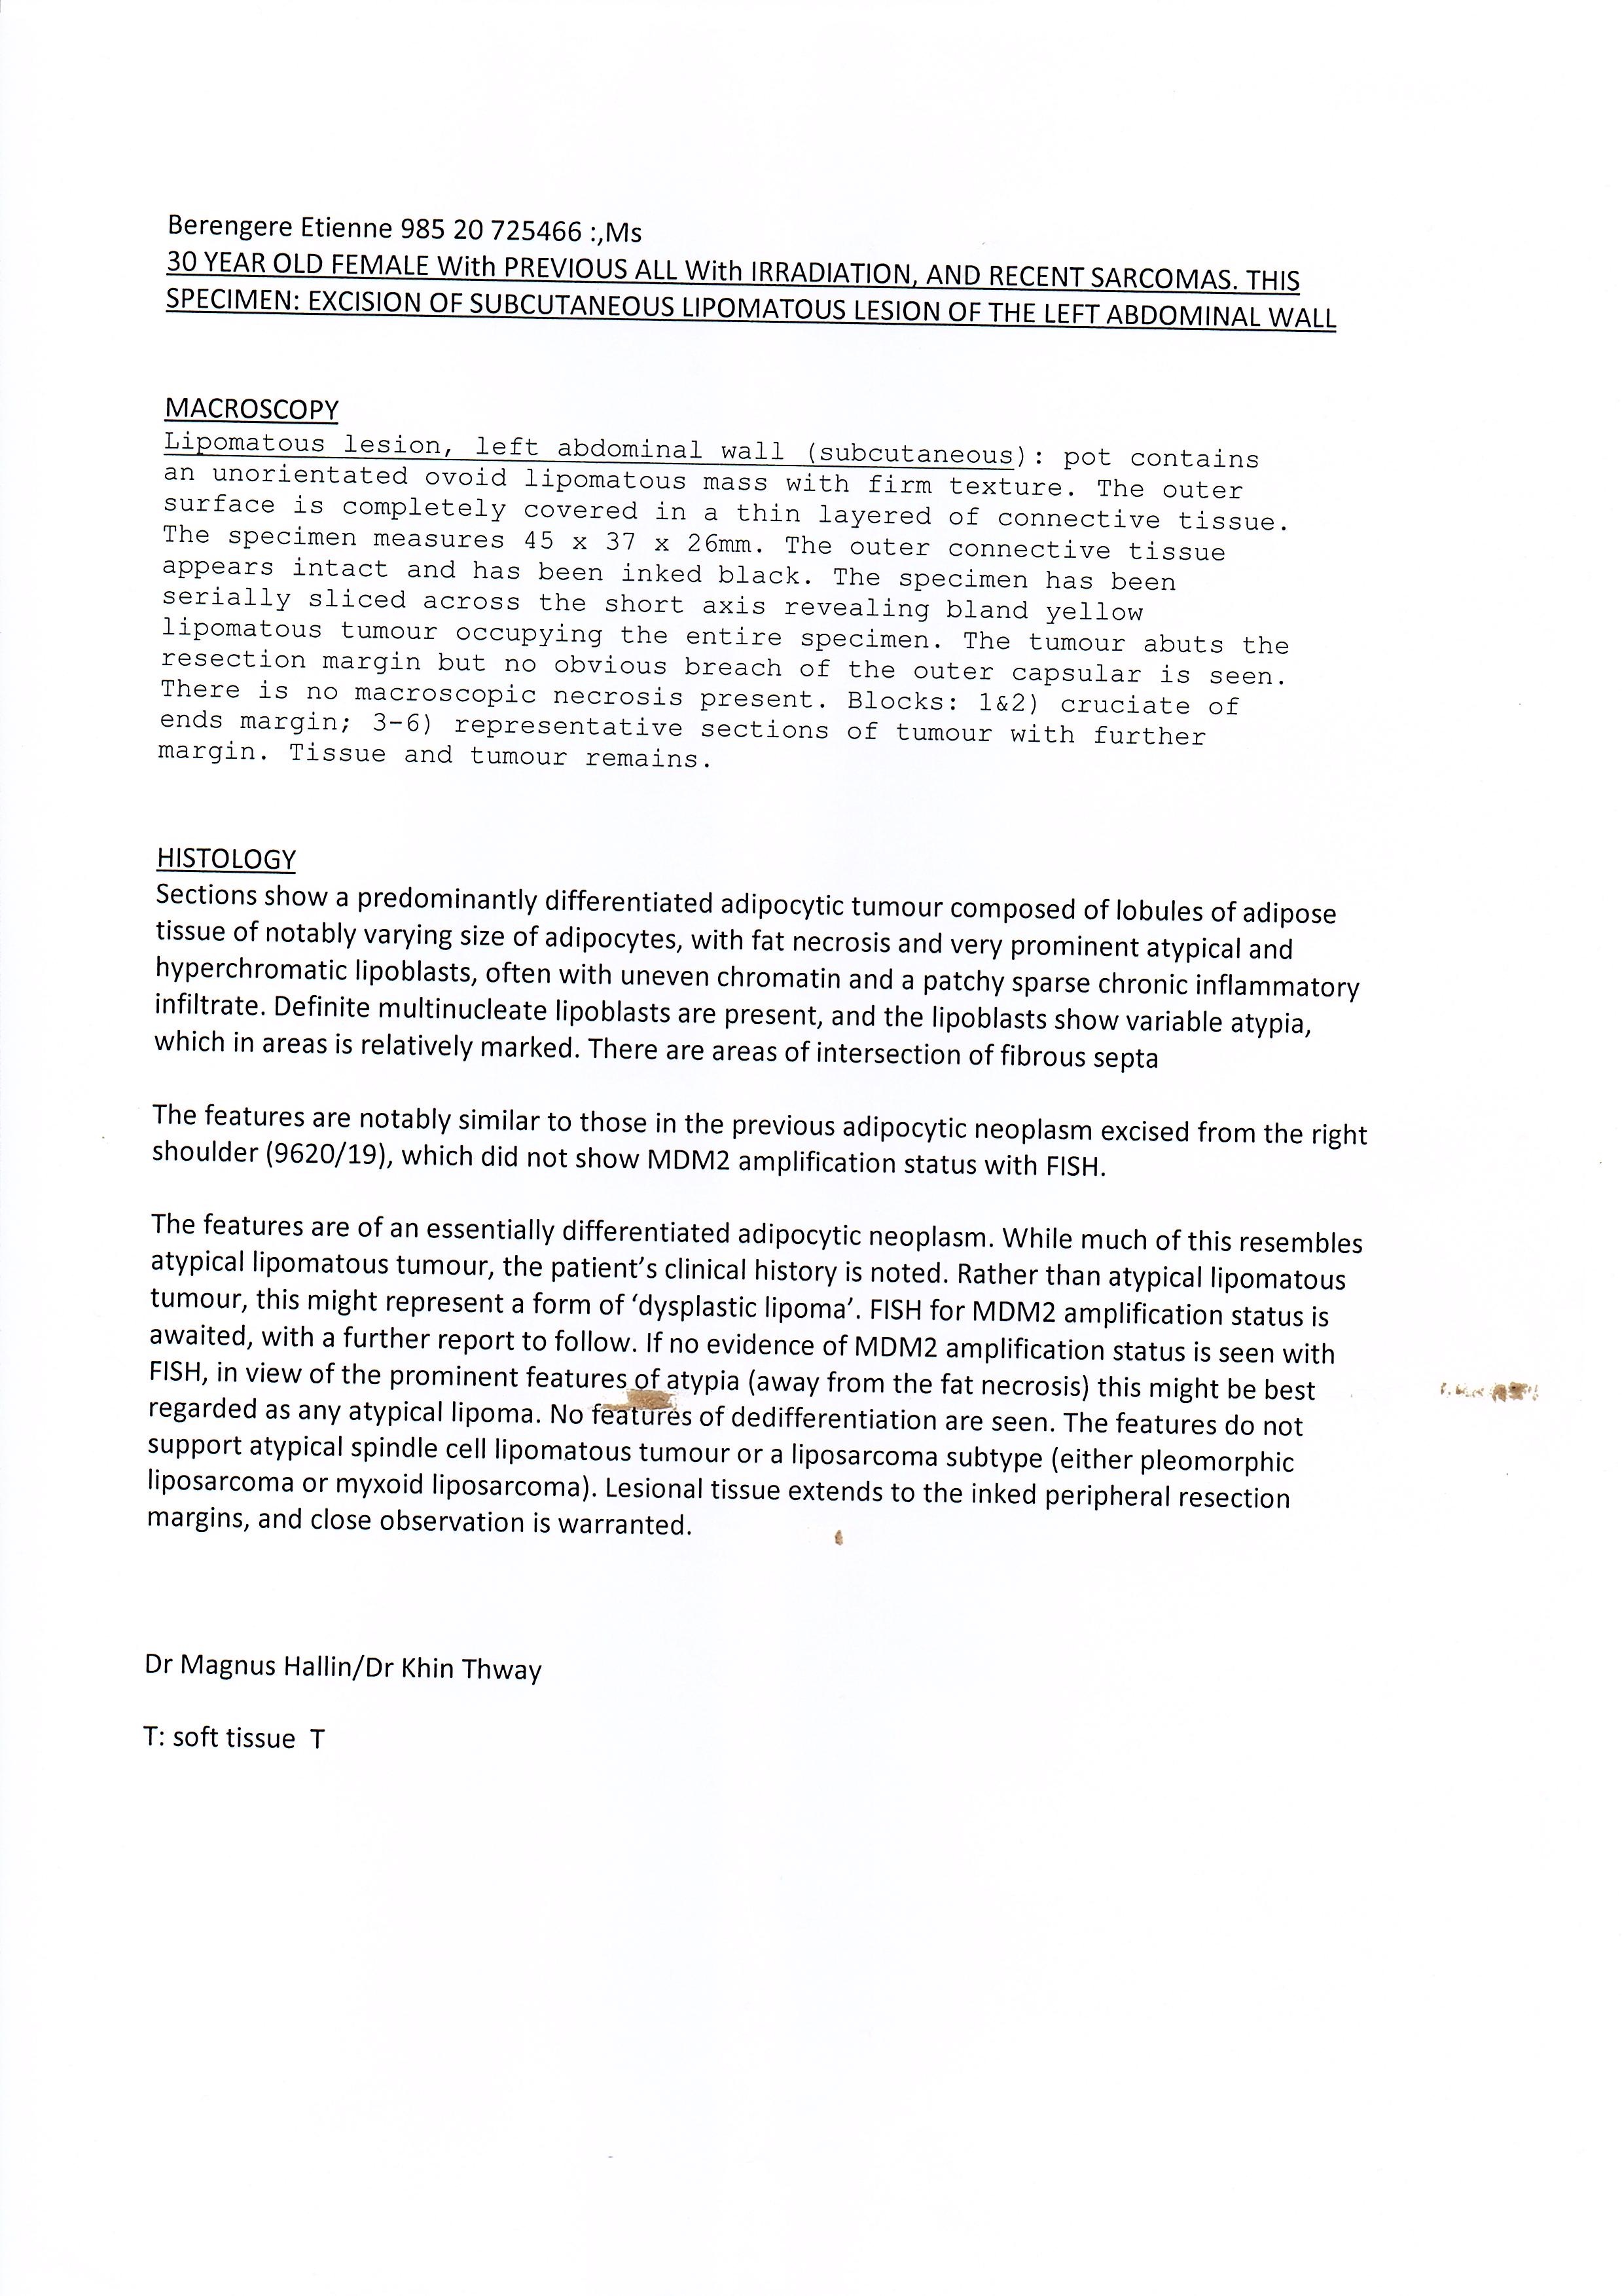 Berengere Etienne 985 20 725466 :,Ms
30 YEAR OLD FEMALE With PREVIOUS ALL With IRRADIATION, AND RECENT SARCOMAS. THIS
SPECIMEN: EXCISION OF SUBCUTANEOUS LIPOMATOUS LESION OF THE LEFT ABDOMINAL WALL
MACROSCOPY
Lipomatous lesion, left abdominal wall (subcutaneous): pot contains
an unorientated ovoid lipomatous mass with firm texture. The outer
surface is completely covered in a thin layered of connective tissue.
The specimen measures 45 x 37 x 26mm. The outer connective tissue
appears intact and has been inked black. The specimen has been
serially sliced across the short axis revealing bland yellow
lipomatous tumour occupying the entire specimen. The tumour abuts the
resection margin but no obvious breach of the outer capsular is seen.
There is no macroscopic necrosis present. Blocks: 1&2) cruciate of
ends margin; 3-6) representative sections of tumour with further
margin. Tissue and tumour remains.
HISTOLOGY
Sections show a predominantly differentiated adipocytic tumour composed of lobules of adipose
tissue of notably varying size of adipocytes, with fat necrosis and very prominent atypical and
hyperchromatic lipoblasts, often with uneven chromatin and a patchy sparse chronic inflammatory
infiltrate. Definite multinucleate lipoblasts are present, and the lipoblasts show variable atypia,
which in areas is relatively marked. There are areas of intersection of fibrous septa
The features are notably similar to those in the previous adipocytic neoplasm excised from the right
shoulder (9620/19), which did not show MDM2 amplification status with FISH.
The features are of an essentially differentiated adipocytic neoplasm. While much of this resembles
atypical lipomatous tumour, the patient's clinical history is noted. Rather than atypical lipomatous
tumour, this might represent a form of 'dysplastic lipoma'. FISH for MDM2 amplification status is
awaited, with a further report to follow. If no evidence of MDM2 amplification status is seen with
FISH, in view of the prominent features of atypia (away from the fat necrosis) this might be best
regarded as any atypical lipoma. No features of dedifferentiation are seen. The features do not
support atypical spindle cell lipomatous tumour or a liposarcoma subtype (either pleomorphic
liposarcoma or myxoid liposarcoma). Lesional tissue extends to the inked peripheral resection
margins, and close observation is warranted.
Dr Magnus Hallin/Dr Khin Thway
T: soft tissue T